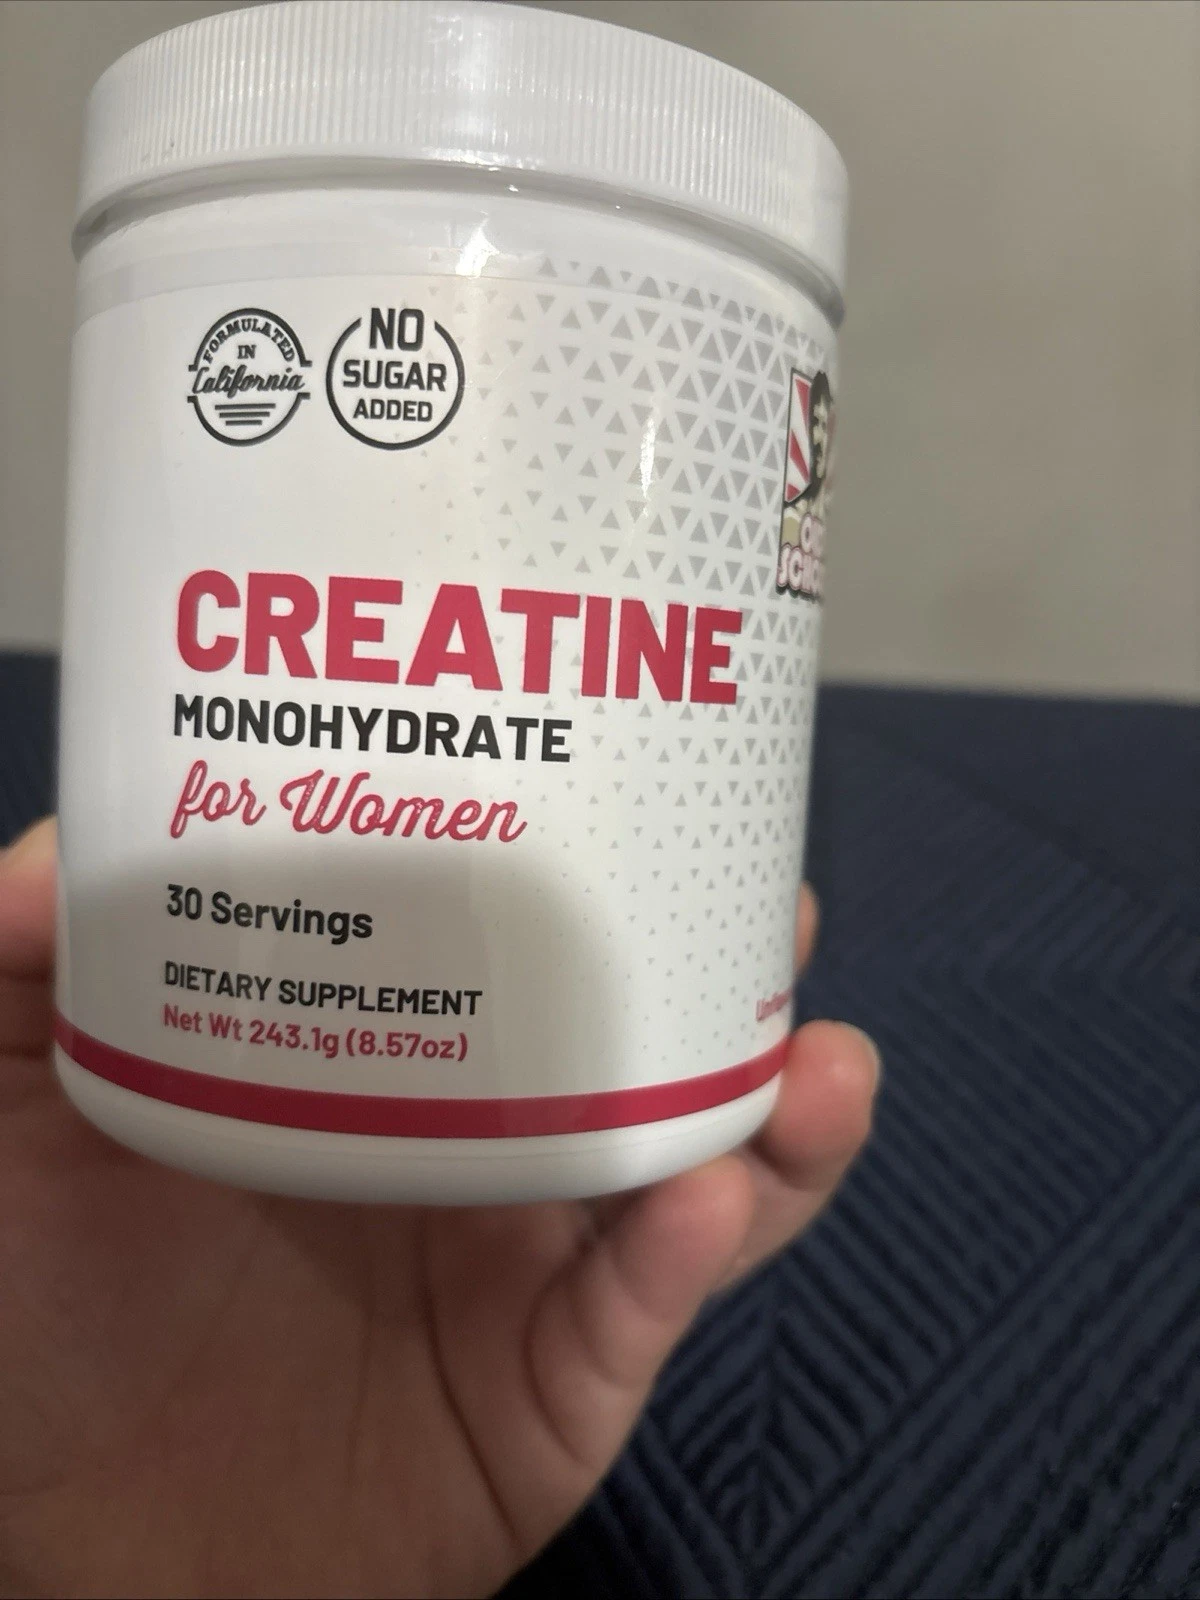 FORMULATED
IN
California
NO
SUGAR
ADDED
CREATINE
MONOHYDRATE
for Women
30 Servings
DIETARY SUPPLEMENT
Net Wt 243.1g (8.57oz)